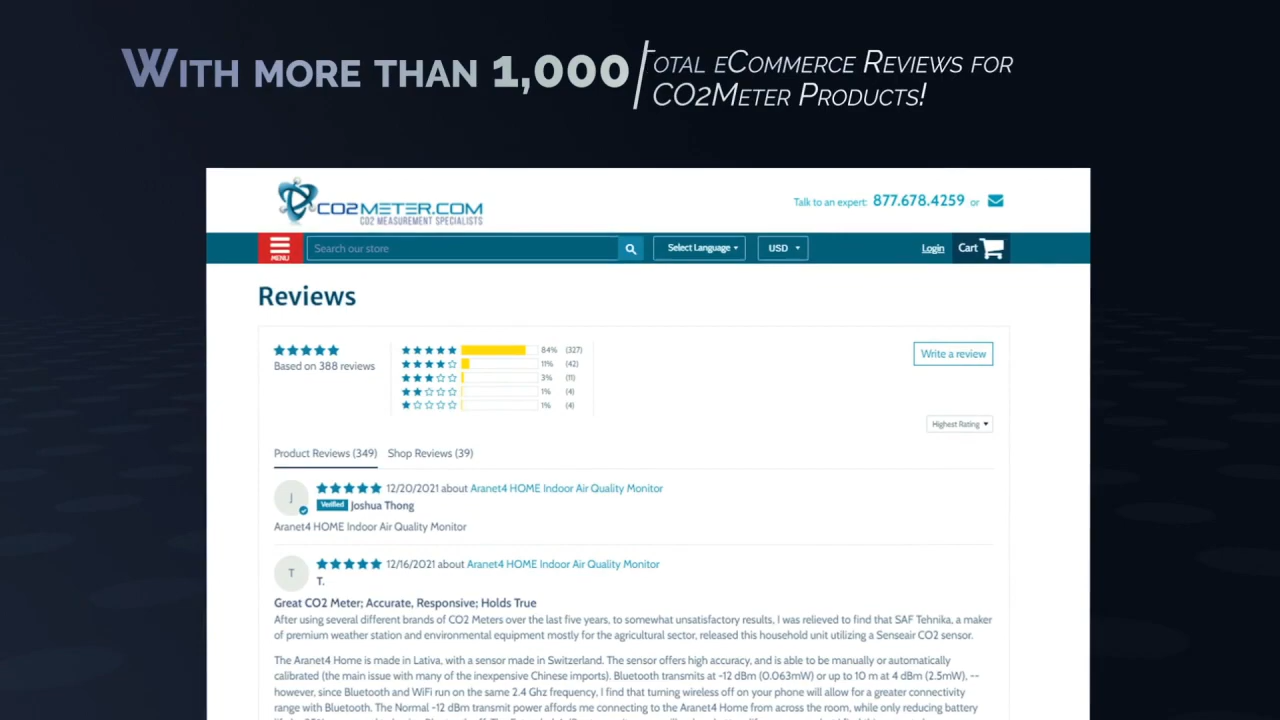 WITH MORE THAN 1,000
TOTAL ECOMMERCE REVIEWS FOR
CO2METER PRODUCTS!
CO2METER.COM
CO2 MEASUREMENT SPECIALISTS
Talk to an expert: 877.678.4259 or
MENU
Search our store
Select Language
USD
Login
Cart
Reviews
Based on 388 reviews
84% (327)
11% (42)
3% (11)
1% (4)
1% (4)
Write a review
Highest Rating
Product Reviews (349) Shop Reviews (39)
J
12/20/2021 about Aranet4 HOME Indoor Air Quality Monitor
Verified Joshua Thong
Aranet4 HOME Indoor Air Quality Monitor
T
12/16/2021 about Aranet4 HOME Indoor Air Quality Monitor
T.
Great CO2 Meter; Accurate, Responsive; Holds True
After using several different brands of CO2 Meters over the last five years, to somewhat unsatisfactory results, I was relieved to find that SAF Tehnika, a maker
of premium weather station and environmental equipment mostly for the agricultural sector, released this household unit utilizing a Senseair CO2 sensor.
The Aranet4 Home is made in Lativa, with a sensor made in Switzerland. The sensor offers high accuracy, and is able to be manually or automatically
calibrated (the main issue with many of the inexpensive Chinese imports). Bluetooth transmits at -12 dBm (0.063mW) or up to 10 m at 4 dBm (2.5mW), --
however, since Bluetooth and WiFi run on the same 2.4 Ghz frequency, I find that turning wireless off on your phone will allow for a greater connectivity
range with Bluetooth. The Normal -12 dBm transmit power affords me connecting to the Aranet4 Home from across the room, while only reducing battery